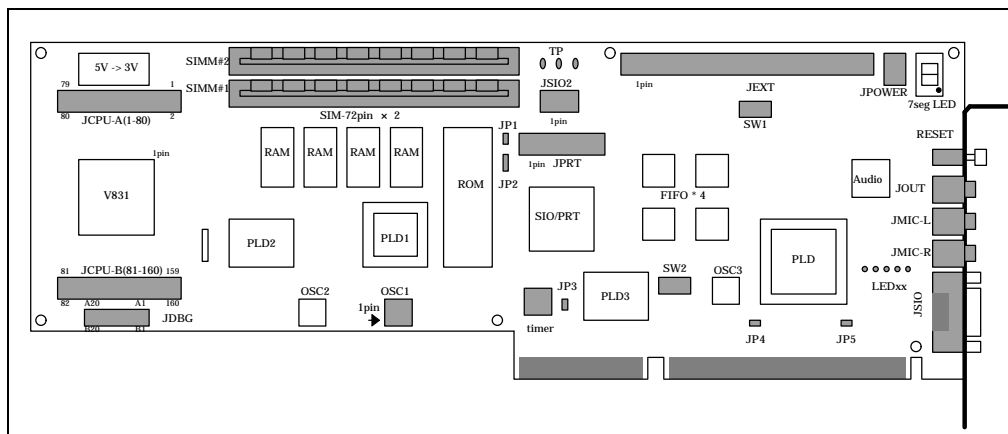 SIMM#2
TP
5V -> 3V
79
1
SIMM#1
JSIO2
1pin
JEXT
JPOWER
7seg LED
80
2
JCPU-A(1-80)
SIM-72pin × 2
1pin
SW1
JP1
RESET
1pin
RAM
RAM
RAM
RAM
1pin
JPRT
JP2
ROM
Audio
V831
FIFO * 4
JOUT
SIO/PRT
JMIC-L
PLD2
PLD1
PLD
JMIC-R
81
JCPU-B(81-160)
159
SW2
OSC3
LEDxx
82
A20
A1
160
OSC2
OSC1
JP3
PLD3
JSIO
1pin
JDBG
B20
B1
timer
JP4
JP5